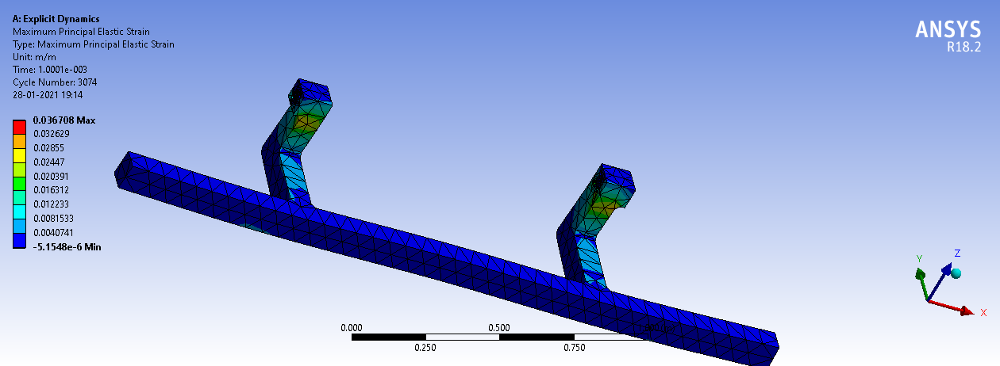 A: Explicit Dynamics
Maximum Principal Elastic Strain
Type: Maximum Principal Elastic Strain
Unit: m/m
Time: 1.0001e-003
Cycle Number: 3074
28-01-2021 19:14
ANSYS
R18.2
0.036708 Max
0.032629
0.02855
0.02447
0.020391
0.016312
0.012233
0.0081533
0.0040741
-5.1548e-6 Min
0.000
0.500
0.250
0.750
Y
Z
X